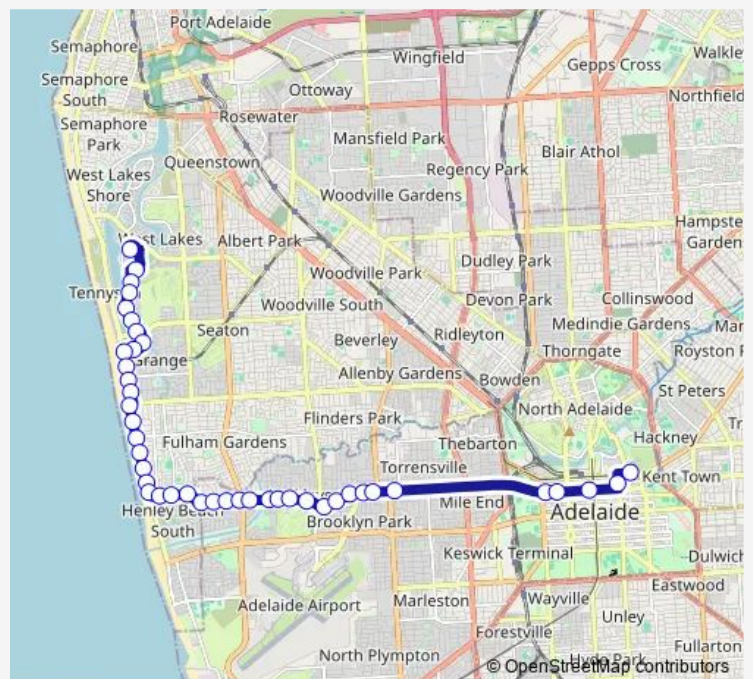 Port Adelaide
Semaphore
Wingfield
Gepps Cross
Walkle
Semaphore
South
Ottoway
Northfield
Rosewater
Semaphore
Park
Mansfield Park
Blair Athol
Queenstown
Regency Park
West Lakes
Shore
Woodville Gardens
Hampste
Garden
West Lakes
Albert Park
Dudley Park
Woodville Park
Tennys
Devon Park
Collinswood
Woodville South
Medindie Gardens
Mar
Seaton
Beverley
Ridleyton
Thorngate
Royston P
Grange
Allenby Gardens
Bowden
St Peters
North Adelaide
Flinders Park
Tr
Hackney
Fulham Gardens
Thebarton
Torrensville
Kent Town
Henley Beach
South
Mile End
Adelaide
Brooklyn Park
Keswick Terminal
Dulwich
Eastwood
Adelaide Airport
Marleston
Wayville
Unley
Forestville
Fullarton
North Plympton
Hyde Park
© OpenStreetMap contributors